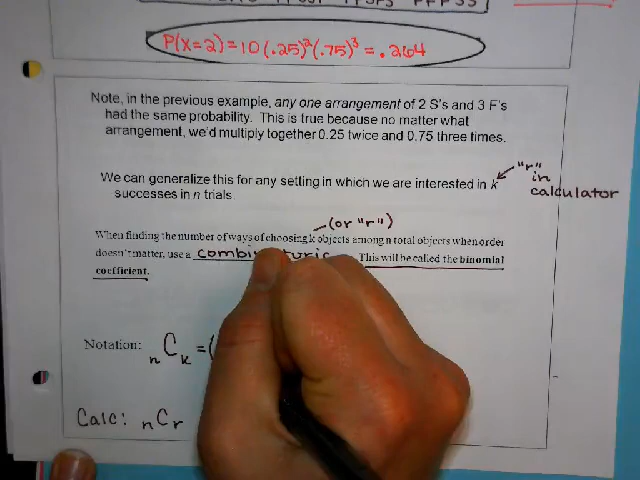 P(X=2) = 10 (.25)² (.75)³ = .264
Note, in the previous example, any one arrangement of 2 S's and 3 F's
had the same probability. This is true because no matter what
arrangement, we'd multiply together 0.25 twice and 0.75 three times.
"r"
We can generalize this for any setting in which we are interested in k
in
successes in n trials.
calculator
(or "r")
When finding the number of ways of choosing k objects among n total objects when order
doesn't matter, use a This will be called the binomial
coefficient.
Notation: nCk = (
Calc: nCr